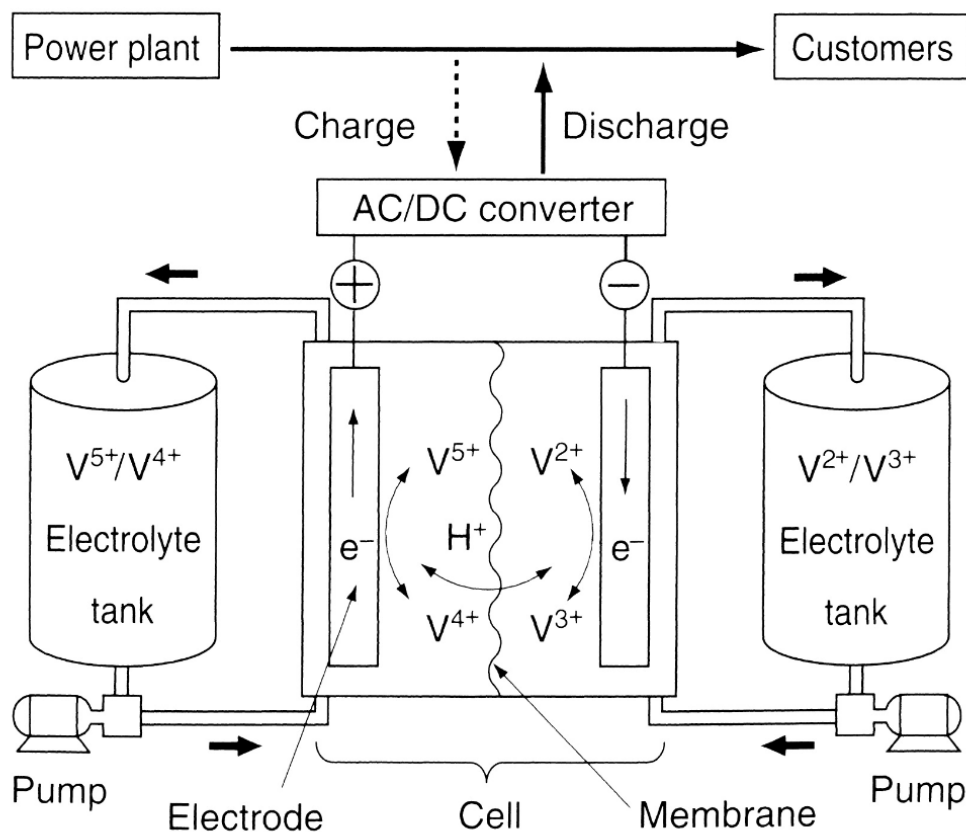 Power plant
Customers
Charge
Discharge
AC/DC converter
+
−
V⁵⁺/V⁴⁺
Electrolyte
tank
V⁵⁺
V²⁺
H⁺
e⁻
e⁻
V⁴⁺
V³⁺
V²⁺/V³⁺
Electrolyte
tank
Pump
Electrode
Cell
Membrane
Pump